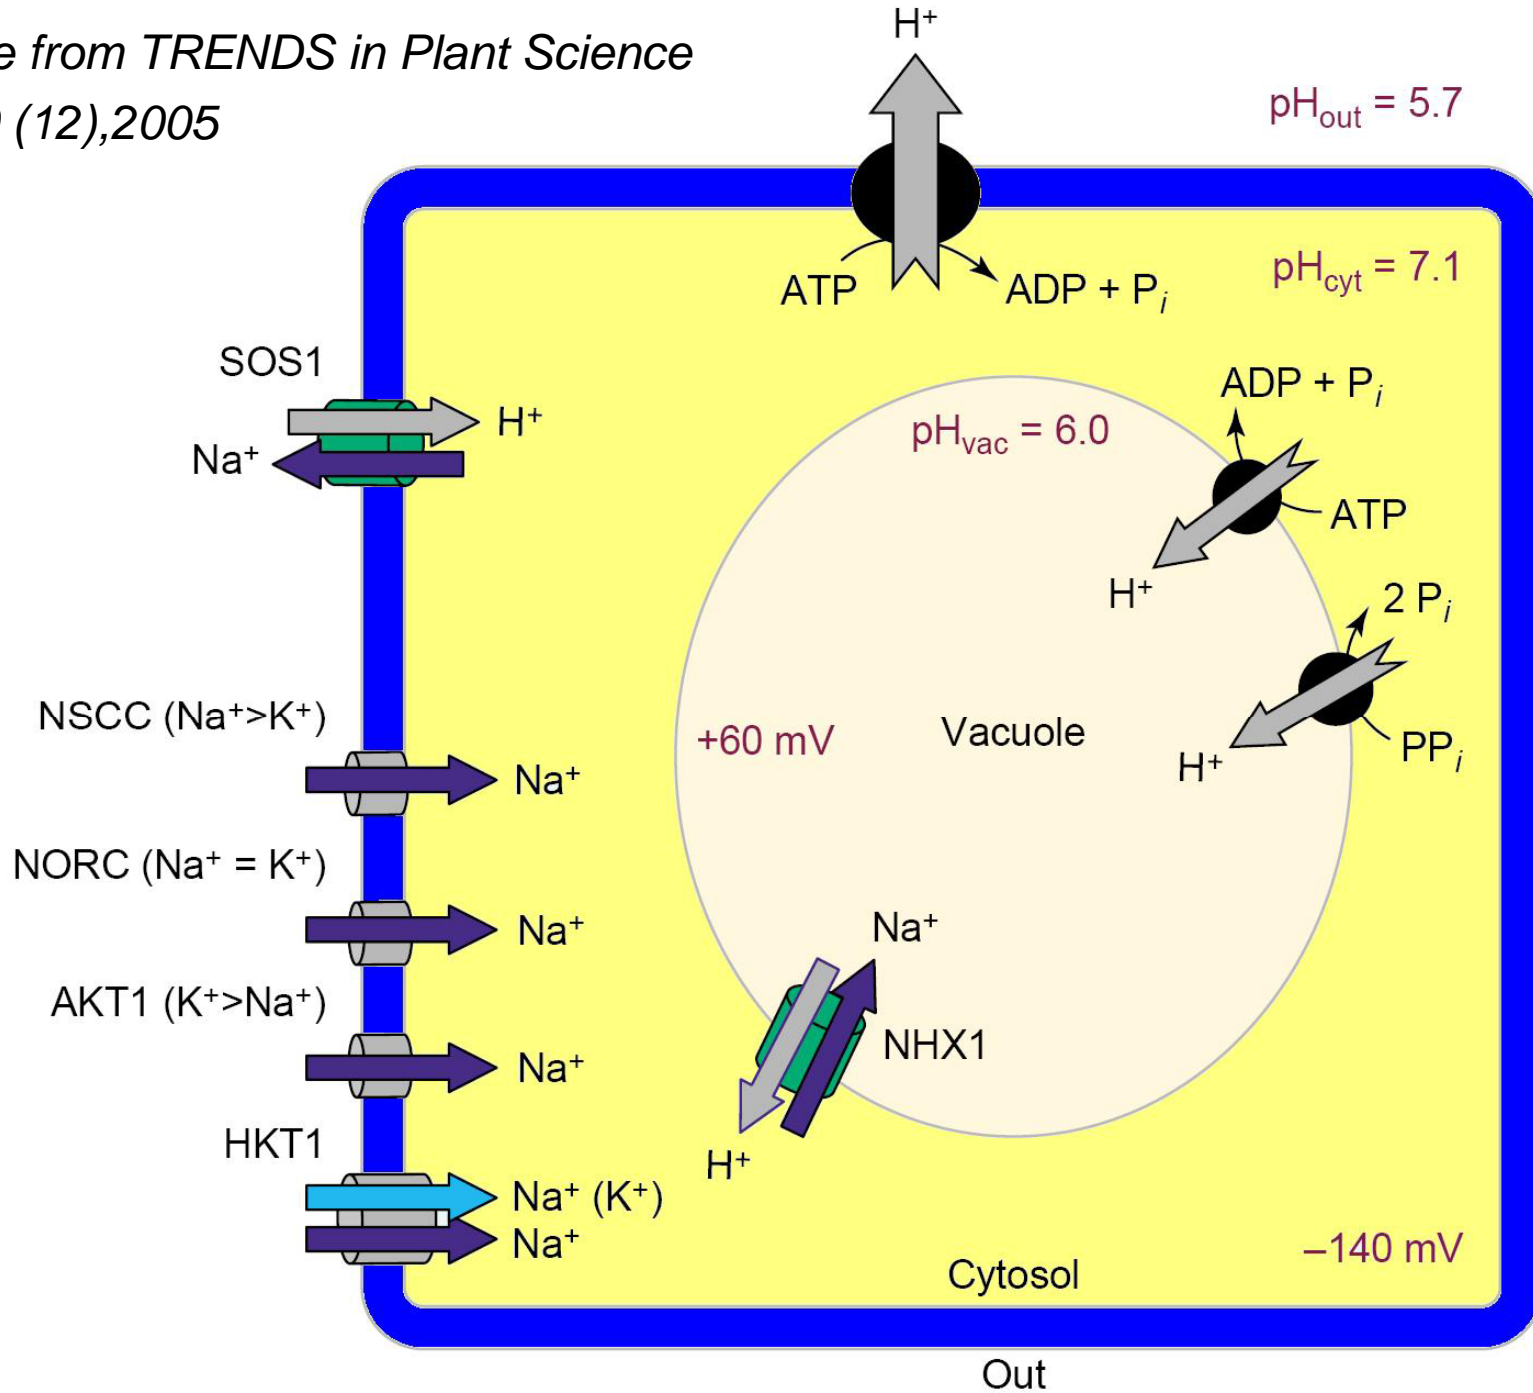 from TRENDS in Plant Science
(12),2005
H⁺
pHout = 5.7
pHcyt = 7.1
ATP
ADP + Pi
SOS1
H⁺
Na⁺
ADP + Pi
pHvac = 6.0
ATP
H⁺
2 Pi
NSCC (Na⁺>K⁺)
+60 mV
Vacuole
PPi
H⁺
Na⁺
NORC (Na⁺ = K⁺)
Na⁺
Na⁺
AKT1 (K⁺>Na⁺)
NHX1
Na⁺
HKT1
H⁺
Na⁺ (K⁺)
Na⁺
–140 mV
Cytosol
Out